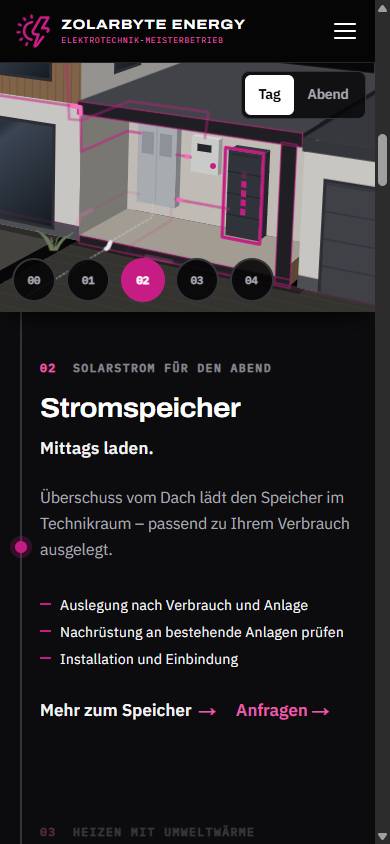 ZOLARBYTE ENERGY
ELEKTROTECHNIK-MEISTERBETRIEB
Tag Abend
00 01 02 03 04
02 SOLARSTROM FÜR DEN ABEND
Stromspeicher
Mittags laden.
Überschuss vom Dach lädt den Speicher im
Technikraum – passend zu Ihrem Verbrauch
ausgelegt.
Auslegung nach Verbrauch und Anlage
Nachrüstung an bestehende Anlagen prüfen
Installation und Einbindung
Mehr zum Speicher → Anfragen →
03 HEIZEN MIT UMWELTWÄRME